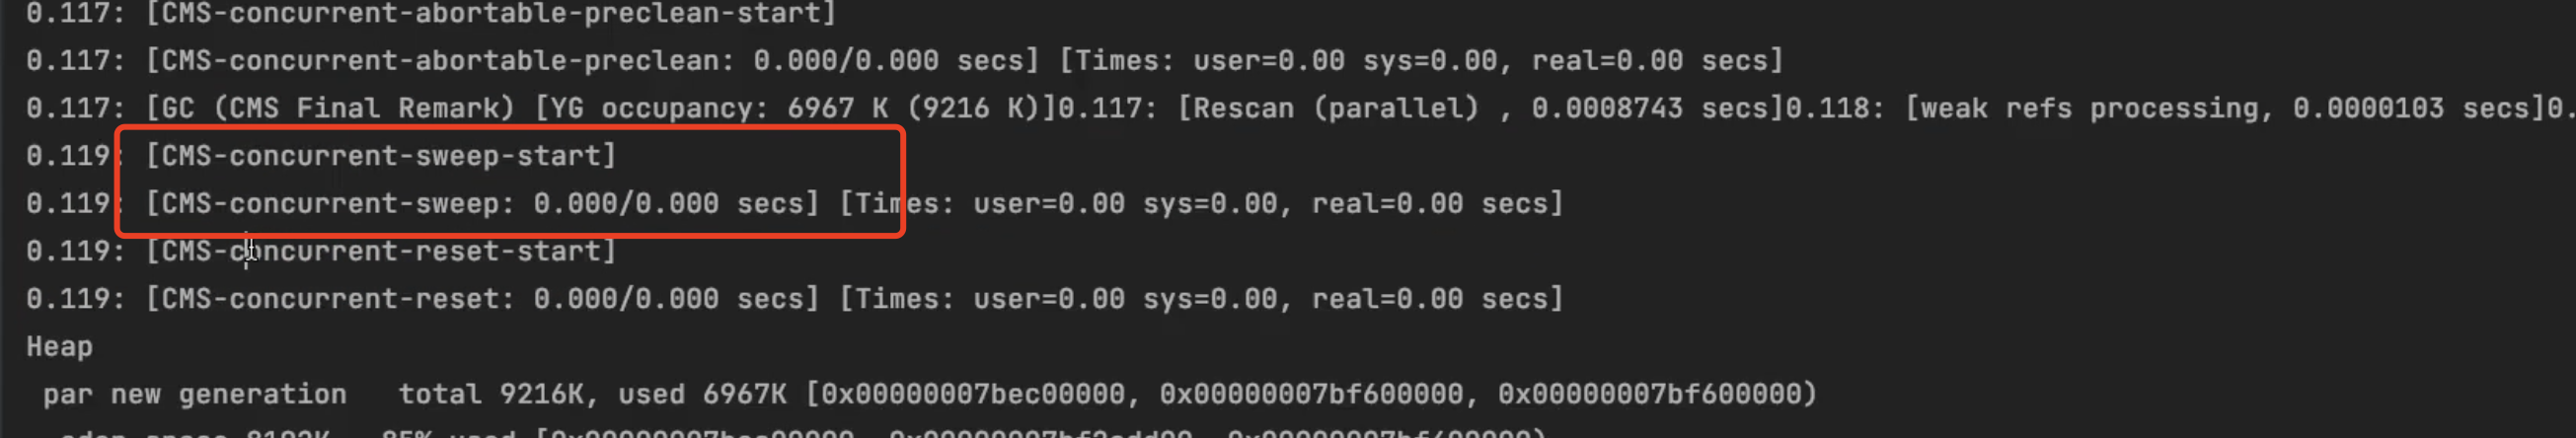 0.117: [CMS-concurrent-abortable-preclean-start]
0.117: [CMS-concurrent-abortable-preclean: 0.000/0.000 secs] [Times: user=0.00 sys=0.00, real=0.00 secs]
0.117: [GC (CMS Final Remark) [YG occupancy: 6967 K (9216 K)]0.117: [Rescan (parallel) , 0.0008743 secs]0.118: [weak refs processing, 0.0000103 secs]0.
0.119: [CMS-concurrent-sweep-start]
0.119: [CMS-concurrent-sweep: 0.000/0.000 secs] [Times: user=0.00 sys=0.00, real=0.00 secs]
0.119: [CMS-concurrent-reset-start]
0.119: [CMS-concurrent-reset: 0.000/0.000 secs] [Times: user=0.00 sys=0.00, real=0.00 secs]
Heap
par new generation total 9216K, used 6967K [0x00000007bec00000, 0x00000007bf600000, 0x00000007bf600000)